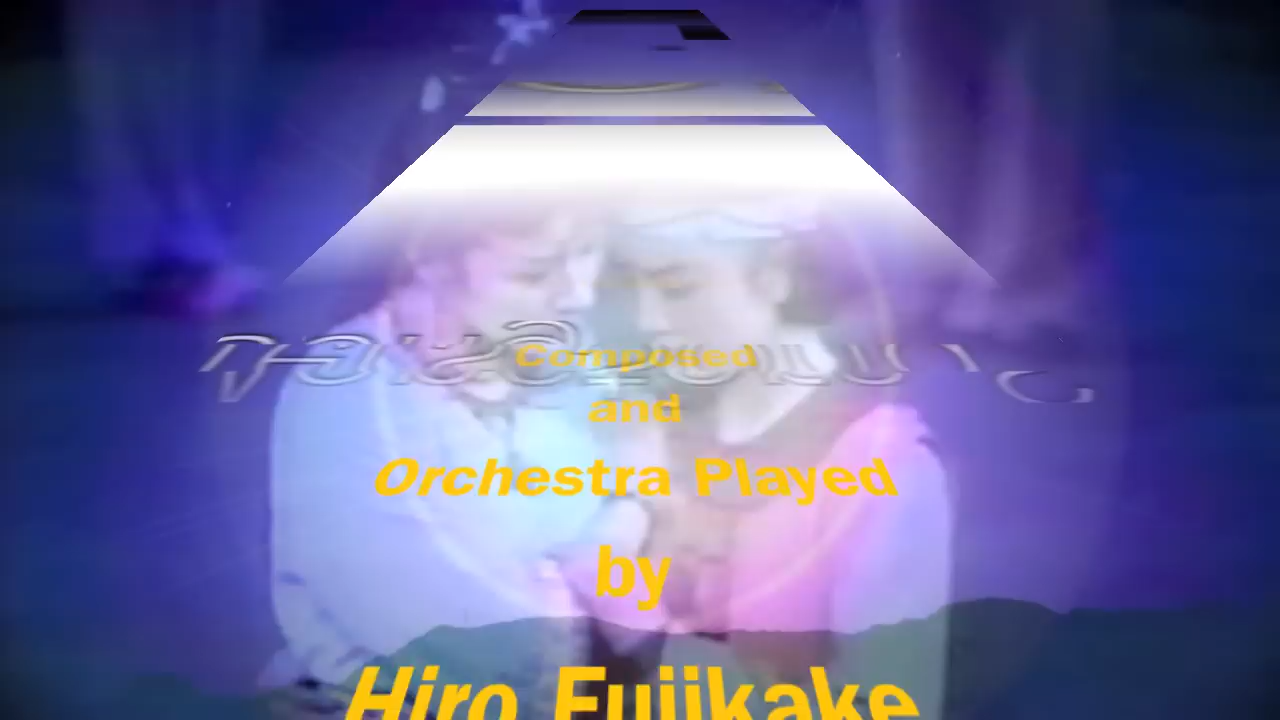 Composed
and
Orchestra Played
by
Hiro Fujikake